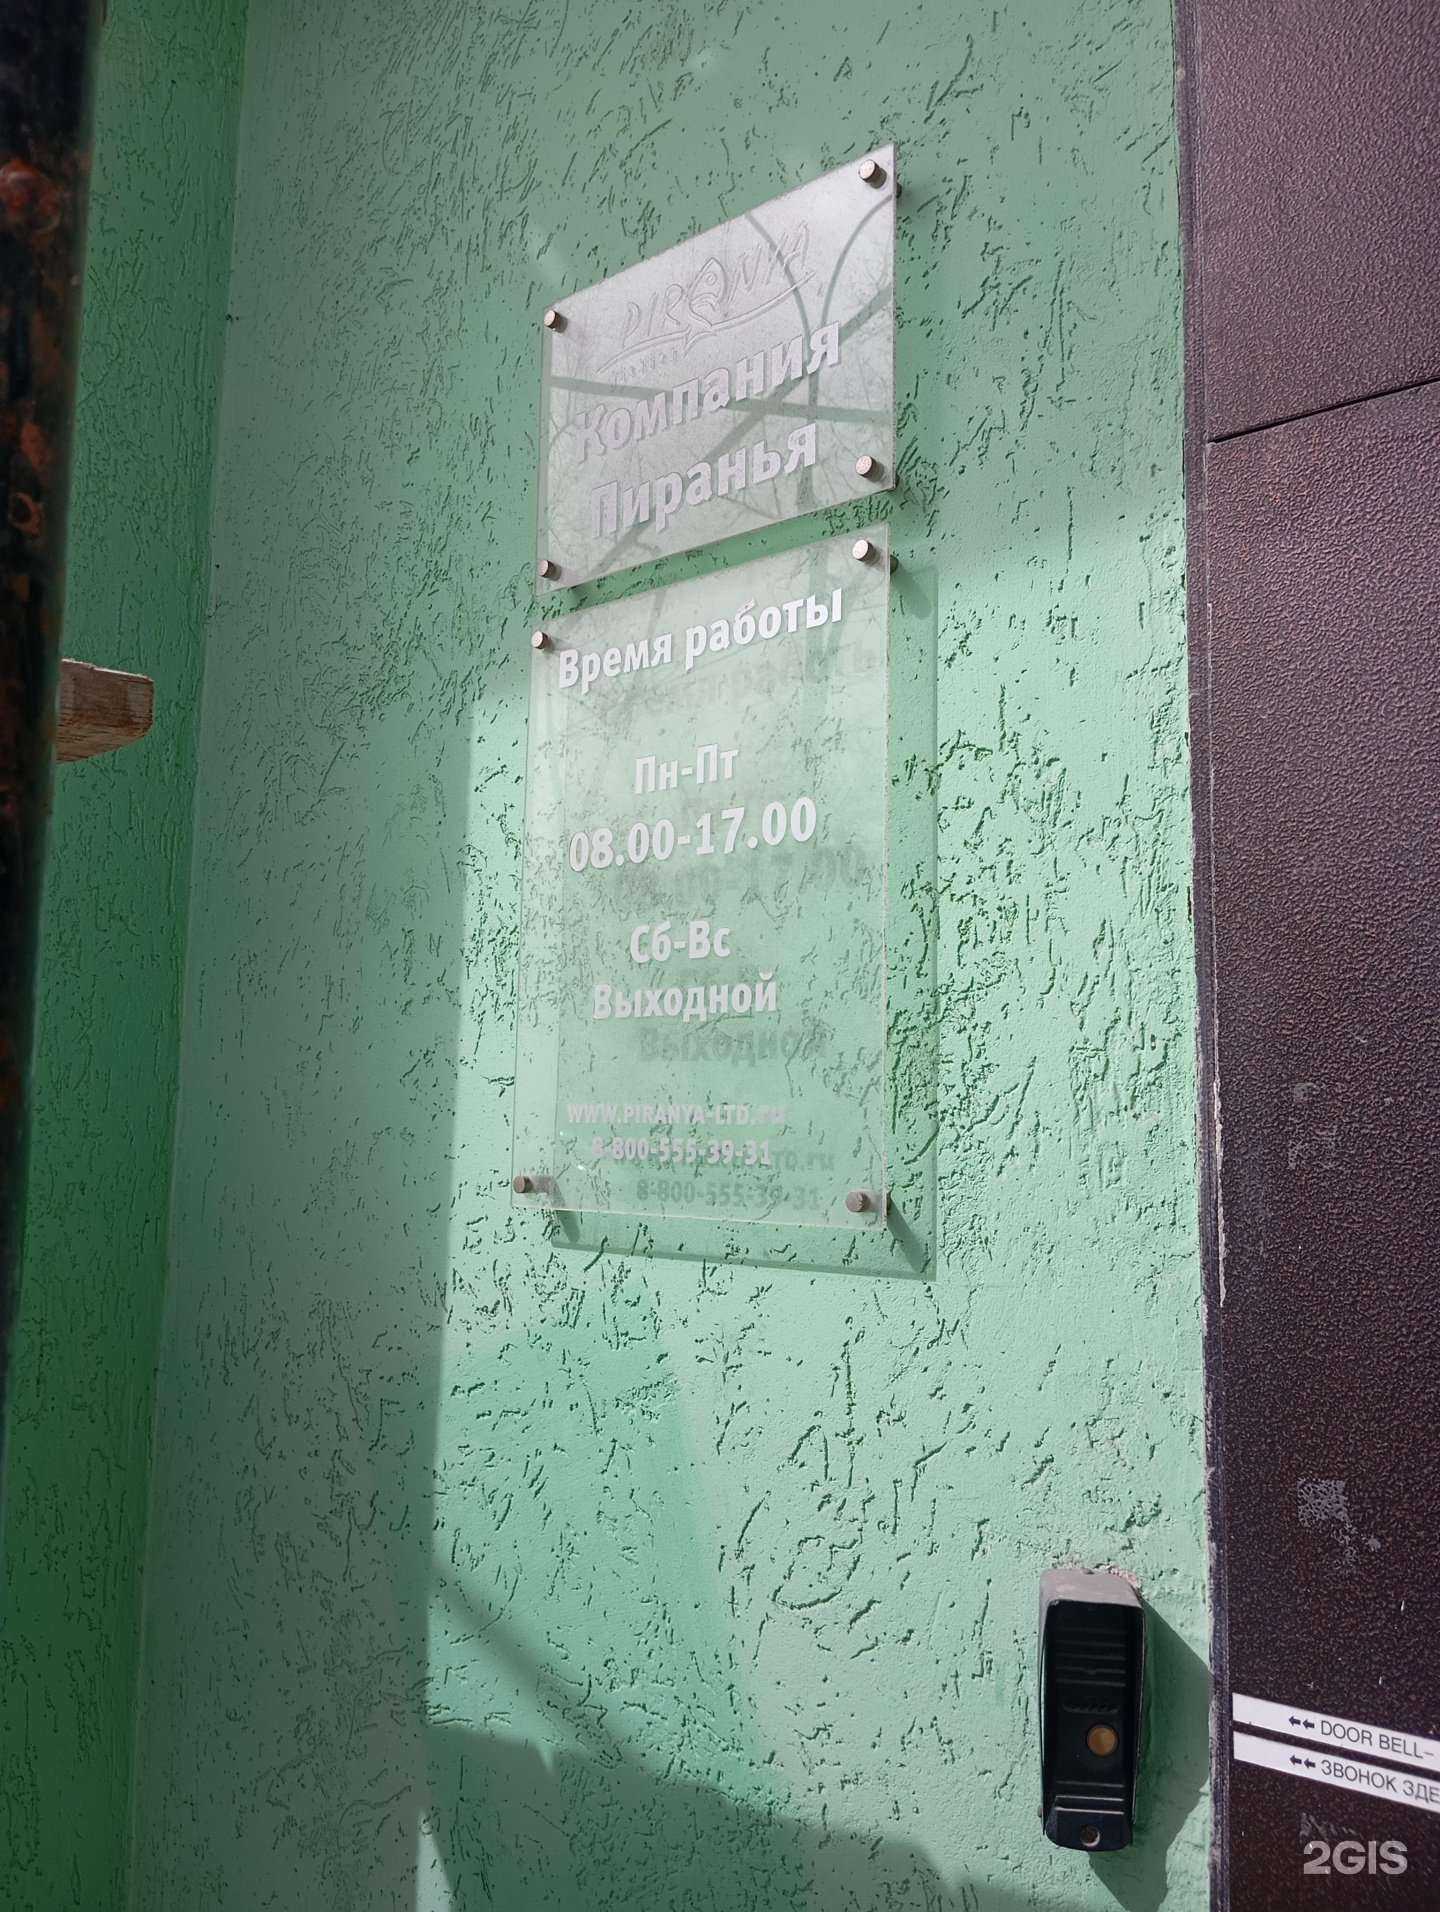 PIRANYA
Компания
Пиранья
Время работы
Пн-Пт
08.00-17.00
Сб-Вс
Выходной
www.piranya-ltd.ru
8-800-555-39-31
DOOR BELL-
ЗВОНОК ЗДЕ
2GIS